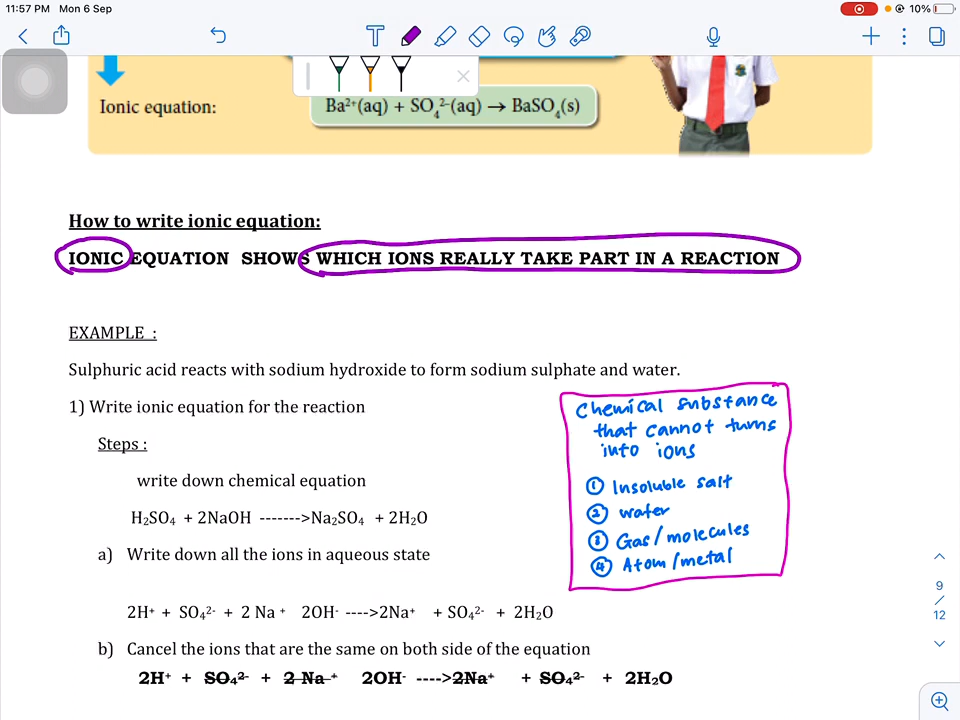 11:57 PM Mon 6 Sep
10%
T
Ionic equation:
Ba²⁺(aq) + SO₄²⁻(aq) → BaSO₄(s)
How to write ionic equation:
IONIC EQUATION SHOWS WHICH IONS REALLY TAKE PART IN A REACTION
EXAMPLE :
Sulphuric acid reacts with sodium hydroxide to form sodium sulphate and water.
1) Write ionic equation for the reaction
Steps :
write down chemical equation
H₂SO₄ + 2NaOH ------->Na₂SO₄ + 2H₂O
a) Write down all the ions in aqueous state
2H⁺ + SO₄²⁻ + 2 Na ⁺ 2OH⁻ ---->2Na⁺ + SO₄²⁻ + 2H₂O
b) Cancel the ions that are the same on both side of the equation
2H⁺ + SO₄²⁻ + 2 Na ⁺ 2OH⁻ ---->2Na⁺ + SO₄²⁻ + 2H₂O
Chemical substance
that cannot turns
into ions
① Insoluble salt
② water
③ Gas/molecules
④ Atom/metal
9
/
12